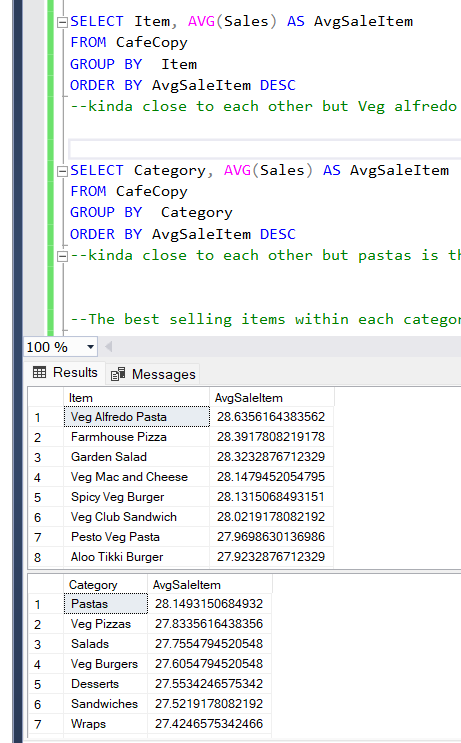 SELECT Item, AVG(Sales) AS AvgSaleItem
FROM CafeCopy
GROUP BY  Item
ORDER BY AvgSaleItem DESC
--kinda close to each other but Veg alfredo
SELECT Category, AVG(Sales) AS AvgSaleItem
FROM CafeCopy
GROUP BY  Category
ORDER BY AvgSaleItem DESC
--kinda close to each other but pastas is th
--The best selling items within each categor
100 %
Results Messages
Item AvgSaleItem
1 Veg Alfredo Pasta 28.6356164383562
2 Farmhouse Pizza 28.3917808219178
3 Garden Salad 28.3232876712329
4 Veg Mac and Cheese 28.1479452054795
5 Spicy Veg Burger 28.1315068493151
6 Veg Club Sandwich 28.0219178082192
7 Pesto Veg Pasta 27.9698630136986
8 Aloo Tikki Burger 27.9232876712329
Category AvgSaleItem
1 Pastas 28.1493150684932
2 Veg Pizzas 27.8335616438356
3 Salads 27.7554794520548
4 Veg Burgers 27.6054794520548
5 Desserts 27.5534246575342
6 Sandwiches 27.5219178082192
7 Wraps 27.4246575342466